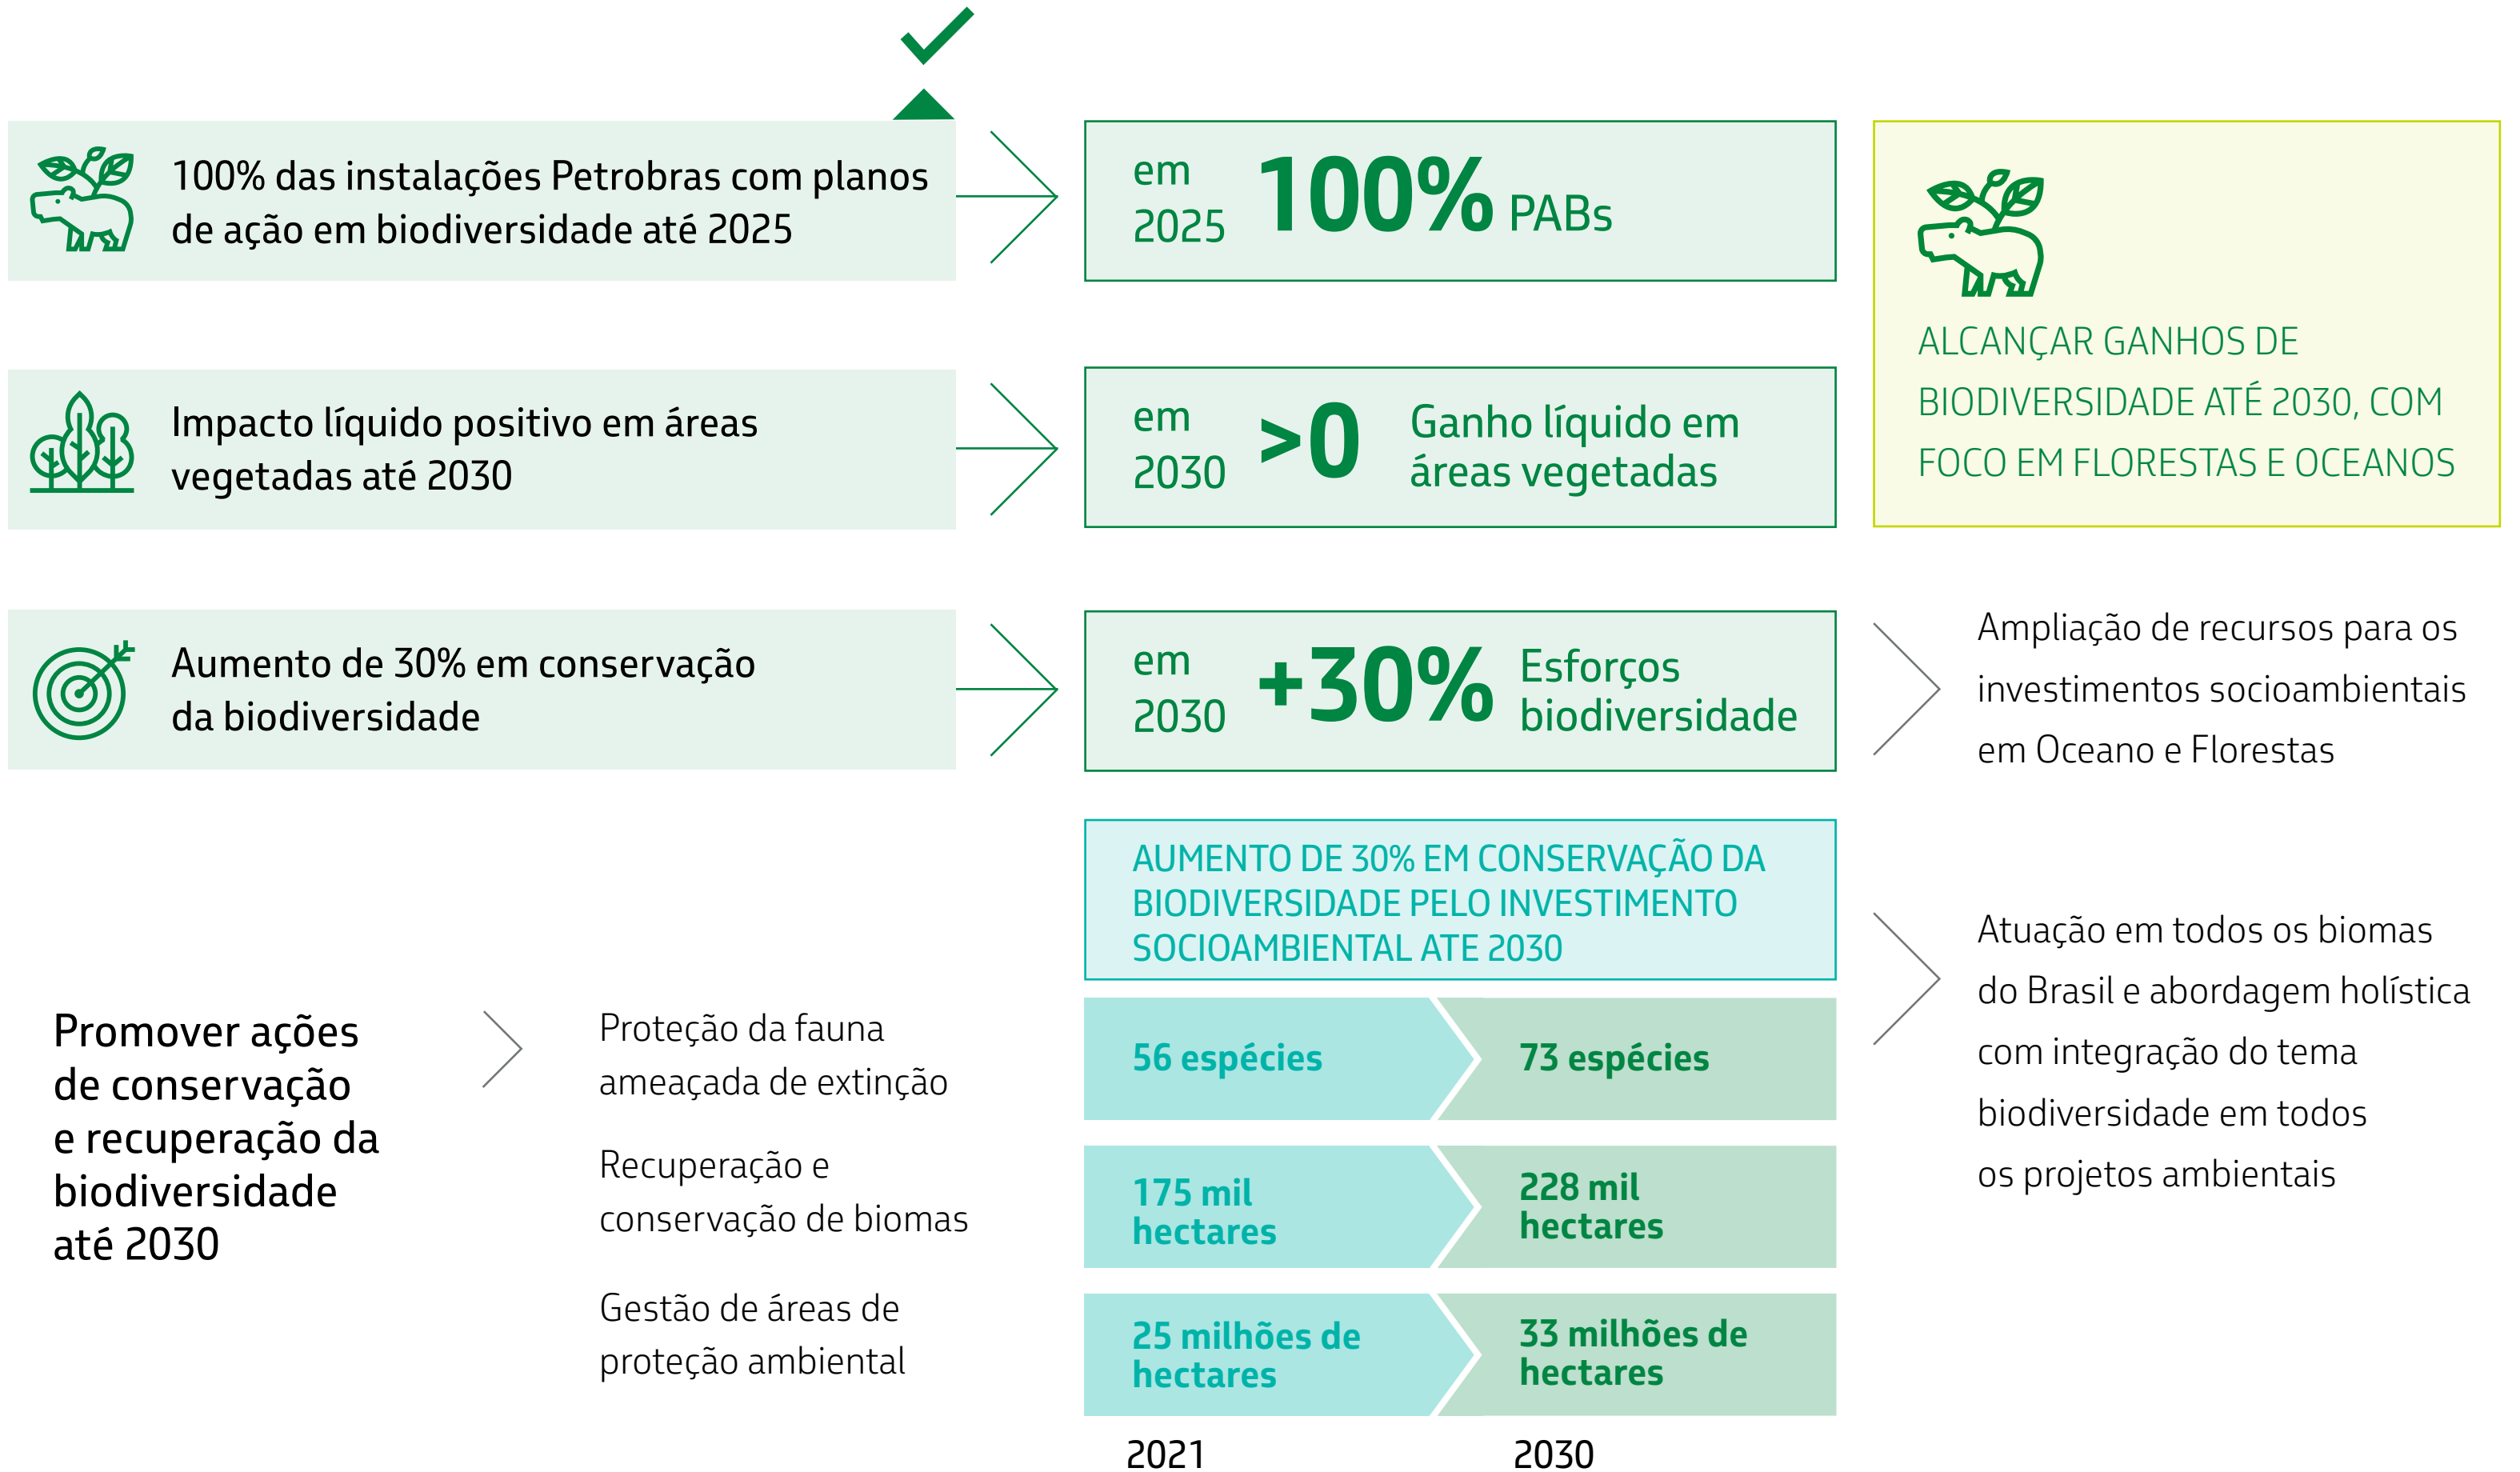 100% das instalações Petrobras com planos
de ação em biodiversidade até 2025
em
2025
100% PABs
ALCANÇAR GANHOS DE
BIODIVERSIDADE ATÉ 2030, COM
FOCO EM FLORESTAS E OCEANOS
Impacto líquido positivo em áreas
vegetadas até 2030
em
2030
>0
Ganho líquido em
áreas vegetadas
Aumento de 30% em conservação
da biodiversidade
em
2030
+30%
Esforços
biodiversidade
Ampliação de recursos para os
investimentos socioambientais
em Oceano e Florestas
AUMENTO DE 30% EM CONSERVAÇÃO DA
BIODIVERSIDADE PELO INVESTIMENTO
SOCIOAMBIENTAL ATE 2030
Promover ações
de conservação
e recuperação da
biodiversidade
até 2030
Proteção da fauna
ameaçada de extinção
56 espécies
73 espécies
Recuperação e
conservação de biomas
175 mil
hectares
228 mil
hectares
Gestão de áreas de
proteção ambiental
25 milhões de
hectares
33 milhões de
hectares
2021
2030
Atuação em todos os biomas
do Brasil e abordagem holística
com integração do tema
biodiversidade em todos
os projetos ambientais